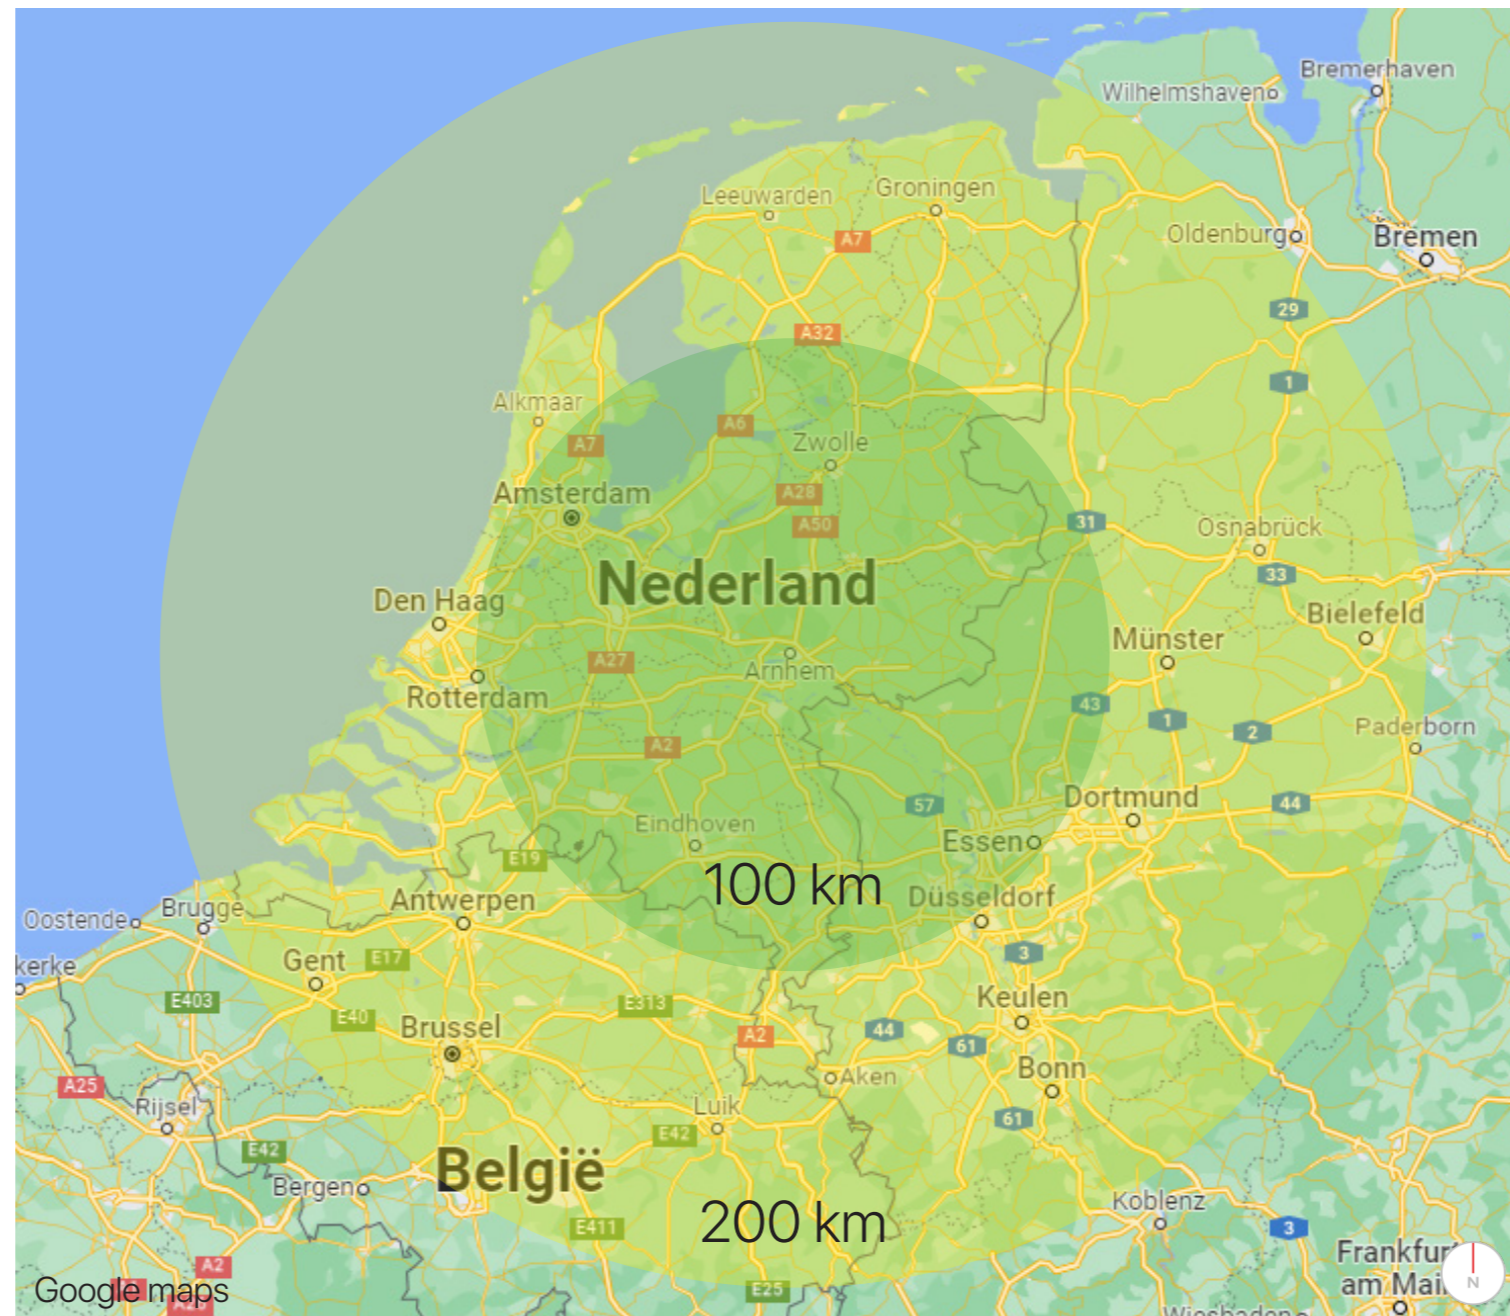 Bremerhaven
Wilhelmshaven
Leeuwarden
Groningen
A7
Oldenburg
Bremen
29
A32
1
Alkmaar
A7
A6
Zwolle
Amsterdam
A28
A50
31
Osnabrück
Nederland
33
Den Haag
Bielefeld
Münster
A27
Arnhem
Rotterdam
43
1
2
Paderborn
A2
57
Dortmund
44
Eindhoven
Essen
E19
100 km
Düsseldorf
Antwerpen
Brugge
Oostende
3
Gent
E17
kerke
E403
E40
E313
Keulen
Brussel
A2
44
61
Bonn
Aken
A25
Rijsel
Luik
61
E42
E42
België
Bergen
Koblenz
200 km
E411
3
Frankfurt
am Mai
A2
E25
Google maps
N